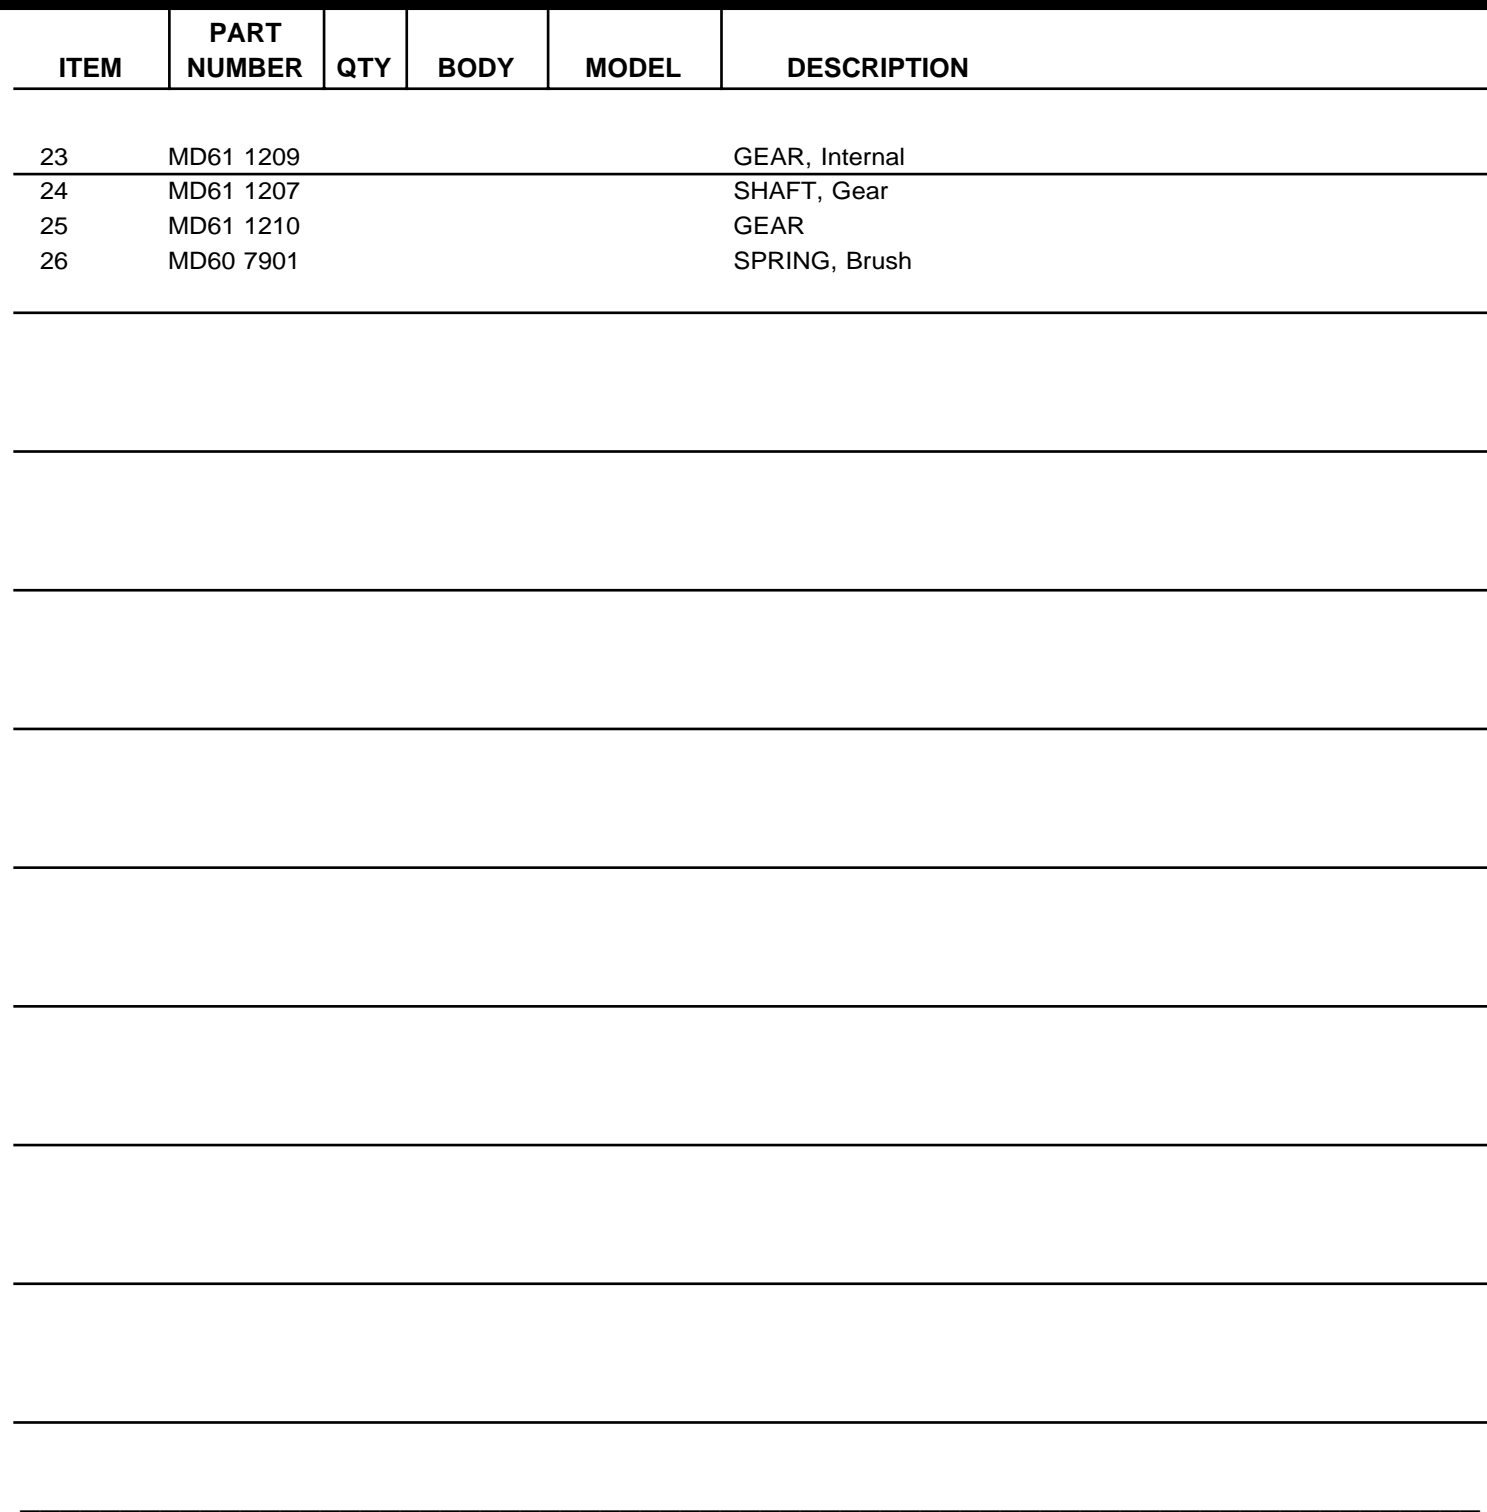 PART
ITEM NUMBER QTY BODY MODEL DESCRIPTION
23 MD61 1209 GEAR, Internal
24 MD61 1207 SHAFT, Gear
25 MD61 1210 GEAR
26 MD60 7901 SPRING, Brush